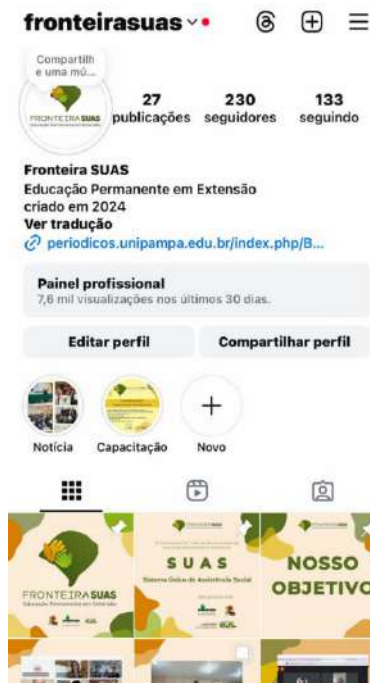 fronteirasuas
Compartilh
e uma mú...
FRONTEIRA SUAS
27
publicações
230
seguidores
133
seguindo
Fronteira SUAS
Educação Permanente em Extensão
criado em 2024
Ver tradução
periodicos.unipampa.edu.br/index.php/B...
Painel profissional
7,6 mil visualizações nos últimos 30 dias.
Editar perfil
Compartilhar perfil
Notícia
Capacitação
Novo
FRONTEIRA SUAS
Educação Permanente em Extensão
SUAS
Sistema Único de Assistência Social
NOSSO
OBJETIVO